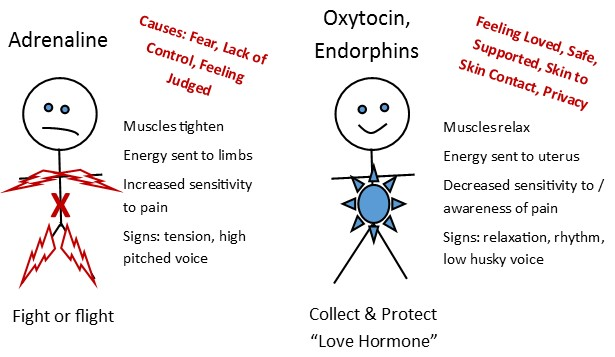 Adrenaline
Causes: Fear, Lack of
Control, Feeling
Judged
Muscles tighten
Energy sent to limbs
Increased sensitivity
to pain
Signs: tension, high
pitched voice
X
Fight or flight
Oxytocin,
Endorphins
Feeling Loved, Safe,
Supported, Skin to
Skin Contact, Privacy
Muscles relax
Energy sent to uterus
Decreased sensitivity to /
awareness of pain
Signs: relaxation, rhythm,
low husky voice
Collect & Protect
“Love Hormone”